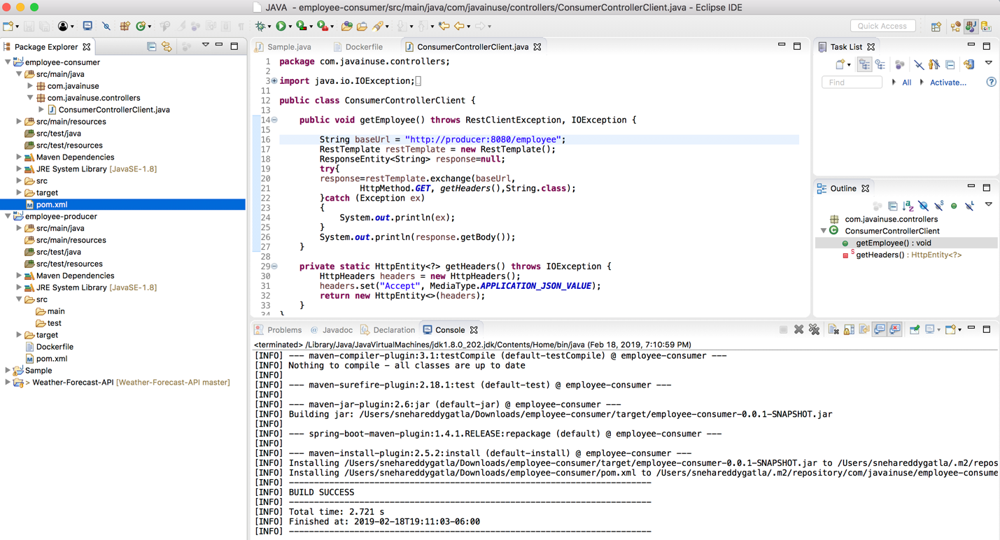 JAVA - employee-consumer/src/main/java/com/javainuse/controllers/ConsumerControllerClient.java - Eclipse IDE
Quick Access
Package Explorer
employee-consumer
src/main/java
com.javainuse
com.javainuse.controllers
ConsumerControllerClient.java
src/main/resources
src/test/java
src/test/resources
Maven Dependencies
JRE System Library [JavaSE-1.8]
src
target
pom.xml
employee-producer
src/main/java
src/main/resources
src/test/java
src/test/resources
Maven Dependencies
JRE System Library [JavaSE-1.8]
src
main
test
target
Dockerfile
pom.xml
Sample
> Weather-Forecast-API [Weather-Forecast-API master]
Sample.java Dockerfile ConsumerControllerClient.java
1 package com.javainuse.controllers;
2
3 import java.io.IOException;
11
12 public class ConsumerControllerClient {
13
14 public void getEmployee() throws RestClientException, IOException {
15
16 String baseUrl = "http://producer:8080/employee";
17 RestTemplate restTemplate = new RestTemplate();
18 ResponseEntity<String> response=null;
19 try{
20 response=restTemplate.exchange(baseUrl,
21 HttpMethod.GET, getHeaders(),String.class);
22 }catch (Exception ex)
23 {
24 System.out.println(ex);
25 }
26 System.out.println(response.getBody());
27 }
28
29 private static HttpEntity<?> getHeaders() throws IOException {
30 HttpHeaders headers = new HttpHeaders();
31 headers.set("Accept", MediaType.APPLICATION_JSON_VALUE);
32 return new HttpEntity<>(headers);
33 }
34 }
Task List
Find All Activate...
Outline
com.javainuse.controllers
ConsumerControllerClient
getEmployee() : void
getHeaders() : HttpEntity<?>
Problems @ Javadoc Declaration Console
<terminated> /Library/Java/JavaVirtualMachines/jdk1.8.0_202.jdk/Contents/Home/bin/java (Feb 18, 2019, 7:10:59 PM)
[INFO] --- maven-compiler-plugin:3.1:testCompile (default-testCompile) @ employee-consumer ---
[INFO] Nothing to compile - all classes are up to date
[INFO]
[INFO] --- maven-surefire-plugin:2.18.1:test (default-test) @ employee-consumer ---
[INFO]
[INFO] --- maven-jar-plugin:2.6:jar (default-jar) @ employee-consumer ---
[INFO] Building jar: /Users/snehareddygatla/Downloads/employee-consumer/target/employee-consumer-0.0.1-SNAPSHOT.jar
[INFO]
[INFO] --- spring-boot-maven-plugin:1.4.1.RELEASE:repackage (default) @ employee-consumer ---
[INFO]
[INFO] --- maven-install-plugin:2.5.2:install (default-install) @ employee-consumer ---
[INFO] Installing /Users/snehareddygatla/Downloads/employee-consumer/target/employee-consumer-0.0.1-SNAPSHOT.jar to /Users/snehareddygatla/.m2/repos
[INFO] Installing /Users/snehareddygatla/Downloads/employee-consumer/pom.xml to /Users/snehareddygatla/.m2/repository/com/javainuse/employee-consume
[INFO] ------------------------------------------------------------------------
[INFO] BUILD SUCCESS
[INFO] ------------------------------------------------------------------------
[INFO] Total time: 2.721 s
[INFO] Finished at: 2019-02-18T19:11:03-06:00
[INFO] ------------------------------------------------------------------------